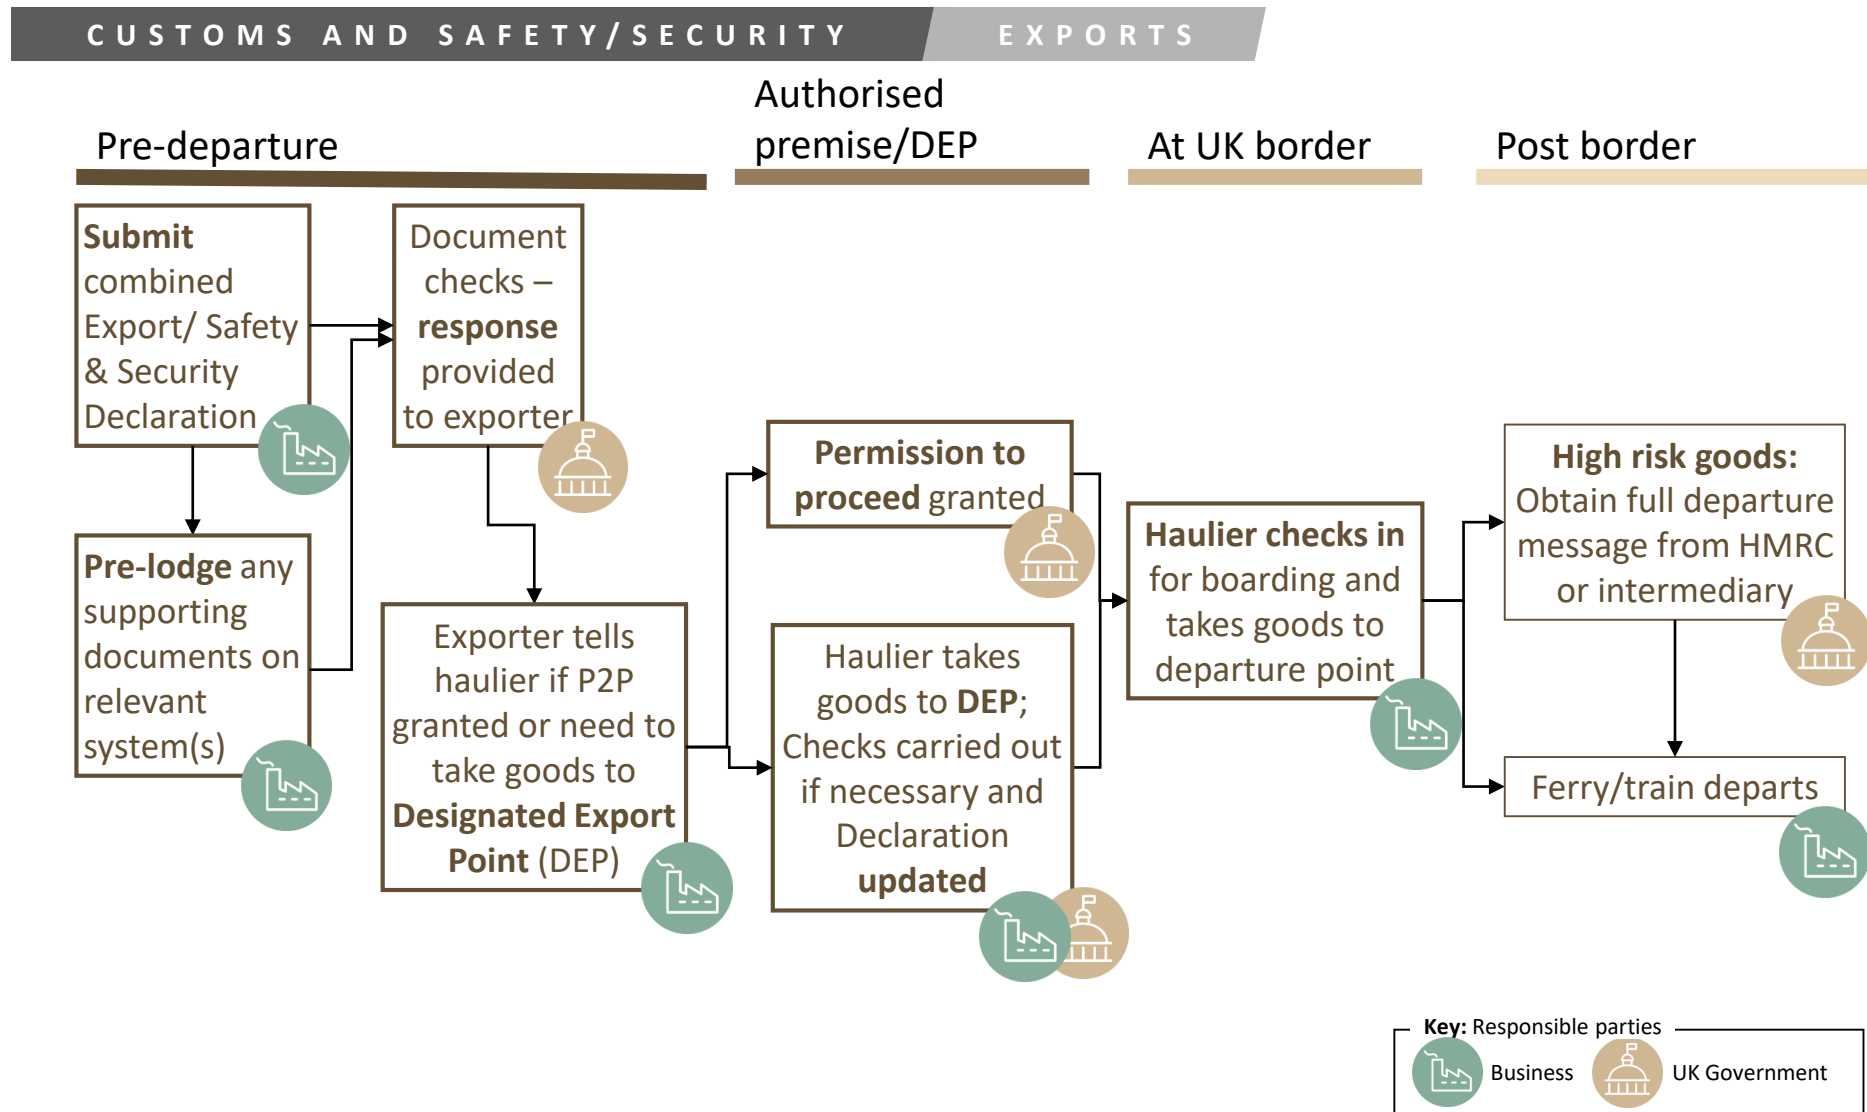 CUSTOMS AND SAFETY/SECURITY
EXPORTS
Pre-departure
Authorised
premise/DEP
At UK border
Post border
Submit
combined
Export/ Safety
& Security
Declaration
Pre-lodge any
supporting
documents on
relevant
system(s)
Document
checks –
response
provided
to exporter
Exporter tells
haulier if P2P
granted or need to
take goods to
Designated Export
Point (DEP)
Permission to
proceed granted
Haulier takes
goods to DEP;
Checks carried out
if necessary and
Declaration
updated
Haulier checks in
for boarding and
takes goods to
departure point
High risk goods:
Obtain full departure
message from HMRC
or intermediary
Ferry/train departs
Key: Responsible parties
Business
UK Government